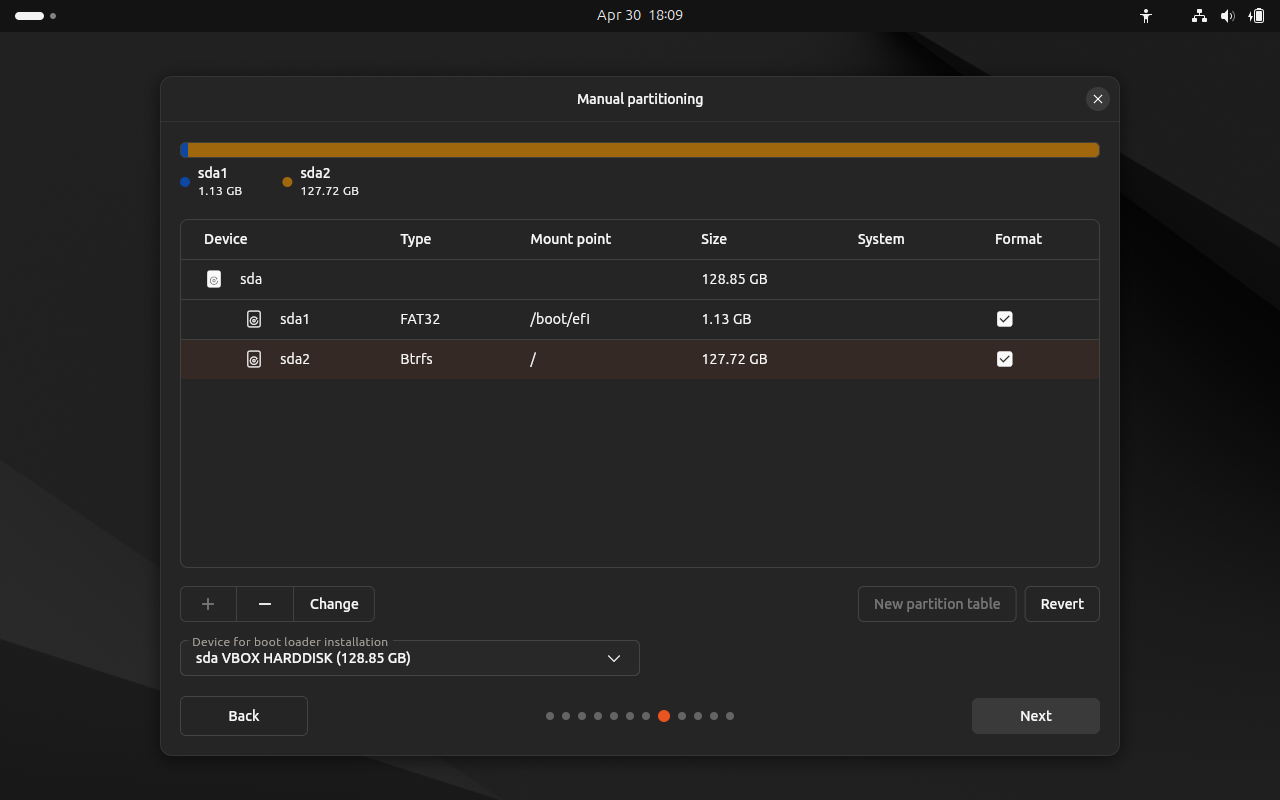 Apr 30 18:09
Manual partitioning
sda1
1.13 GB
sda2
127.72 GB
Device Type Mount point Size System Format
sda 128.85 GB
sda1 FAT32 /boot/efi 1.13 GB
sda2 Btrfs / 127.72 GB
+ − Change New partition table Revert
Device for boot loader installation
sda VBOX HARDDISK (128.85 GB)
Back Next